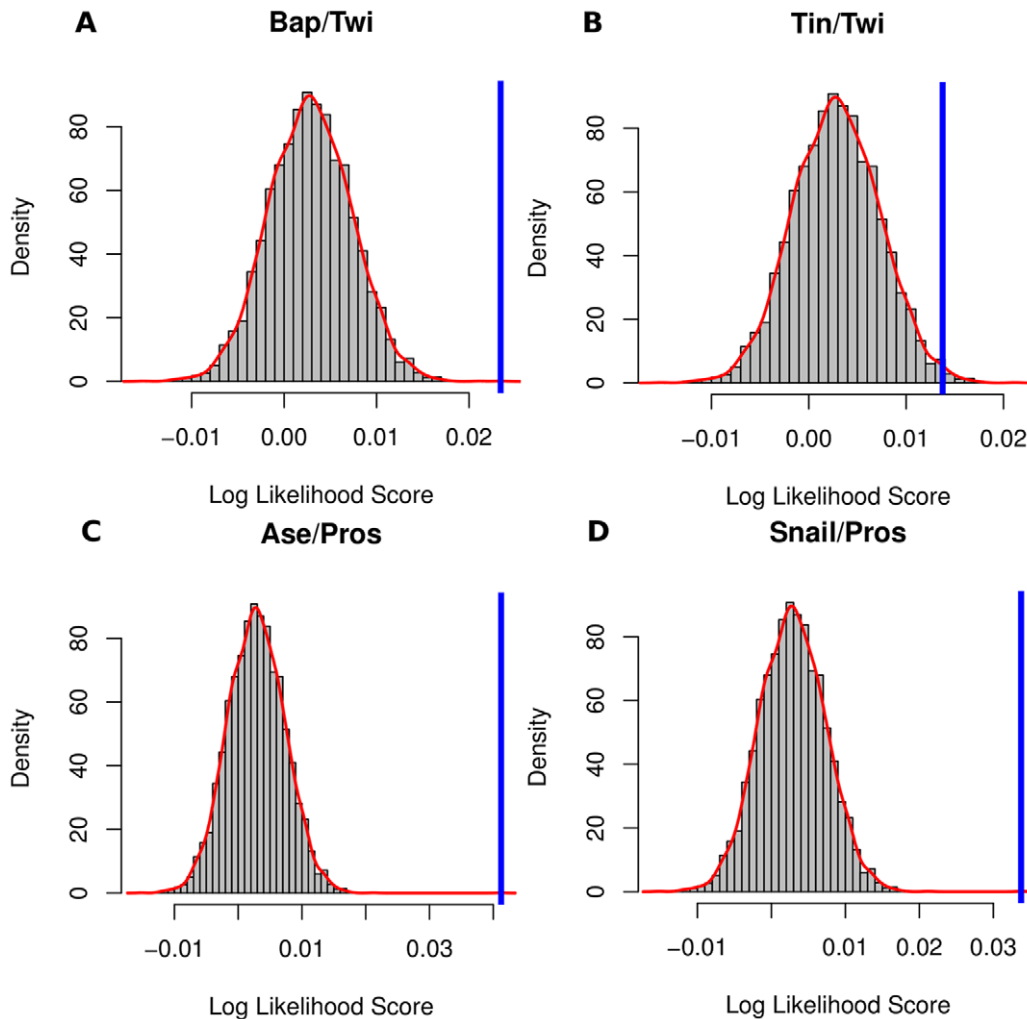 A
Bap/Twi
Density
0 20 40 60 80
−0.01 0.00 0.01 0.02
Log Likelihood Score
B
Tin/Twi
Density
0 20 40 60 80
−0.01 0.00 0.01 0.02
Log Likelihood Score
C
Ase/Pros
Density
0 20 40 60 80
−0.01 0.01 0.03
Log Likelihood Score
D
Snail/Pros
Density
0 20 40 60 80
−0.01 0.01 0.02 0.03
Log Likelihood Score